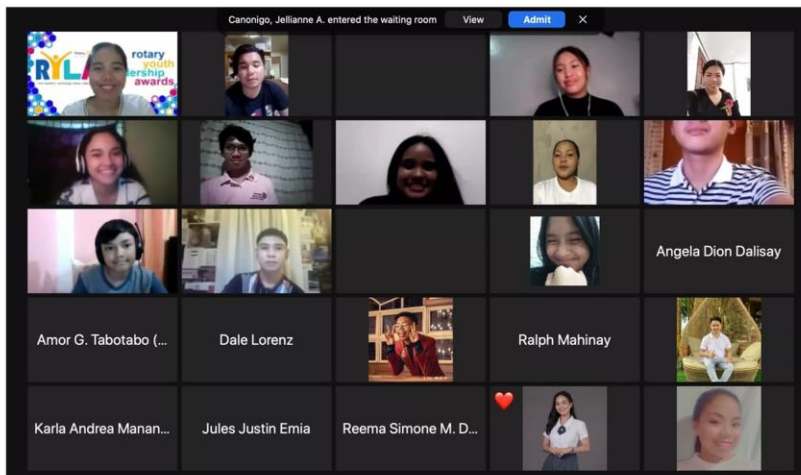 Canonigo, Jellianne A. entered the waiting room View Admit
rotary
RYLA youth
dership
awards
Angela Dion Dalisay
Amor G. Tabotabo (...
Dale Lorenz
Ralph Mahinay
Karla Andrea Manan...
Jules Justin Emia
Reema Simone M. D...